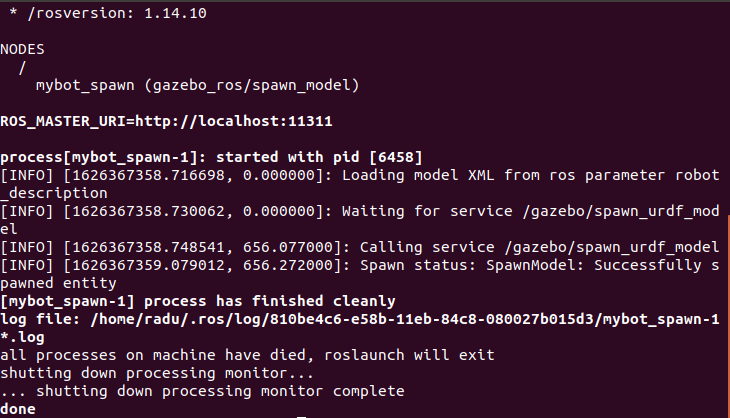 * /rosversion: 1.14.10
NODES
/
mybot_spawn (gazebo_ros/spawn_model)
ROS_MASTER_URI=http://localhost:11311
process[mybot_spawn-1]: started with pid [6458]
[INFO] [1626367358.716698, 0.000000]: Loading model XML from ros parameter robot
_description
[INFO] [1626367358.730062, 0.000000]: Waiting for service /gazebo/spawn_urdf_mod
el
[INFO] [1626367358.748541, 656.077000]: Calling service /gazebo/spawn_urdf_model
[INFO] [1626367359.079012, 656.272000]: Spawn status: SpawnModel: Successfully s
pawned entity
[mybot_spawn-1] process has finished cleanly
log file: /home/radu/.ros/log/810be4c6-e58b-11eb-84c8-080027b015d3/mybot_spawn-1
*.log
all processes on machine have died, roslaunch will exit
shutting down processing monitor...
... shutting down processing monitor complete
done